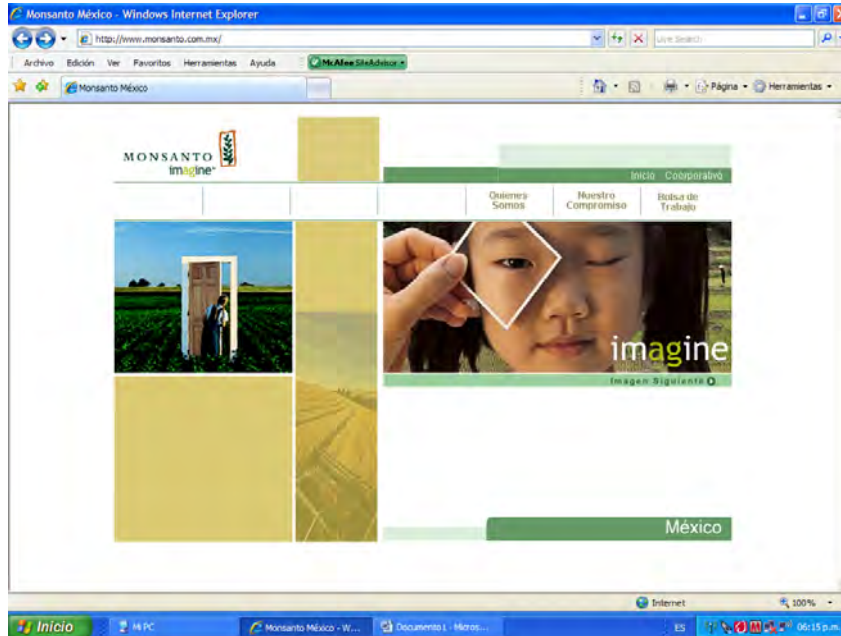 Monsanto México - Windows Internet Explorer
http://www.monsanto.com.mx/
Live Search
Archivo Edición Ver Favoritos Herramientas Ayuda McAfee SiteAdvisor
Monsanto México
Página Herramientas
MONSANTO
imagine
Inicio Coorporativo
Quienes Somos
Nuestro Compromiso
Bolsa de Trabajo
imagine
Imagen Siguiente
México
Internet
100%
Inicio
Mi PC
Monsanto México - W...
Documento1 - Micros...
ES
06:15 p.m.